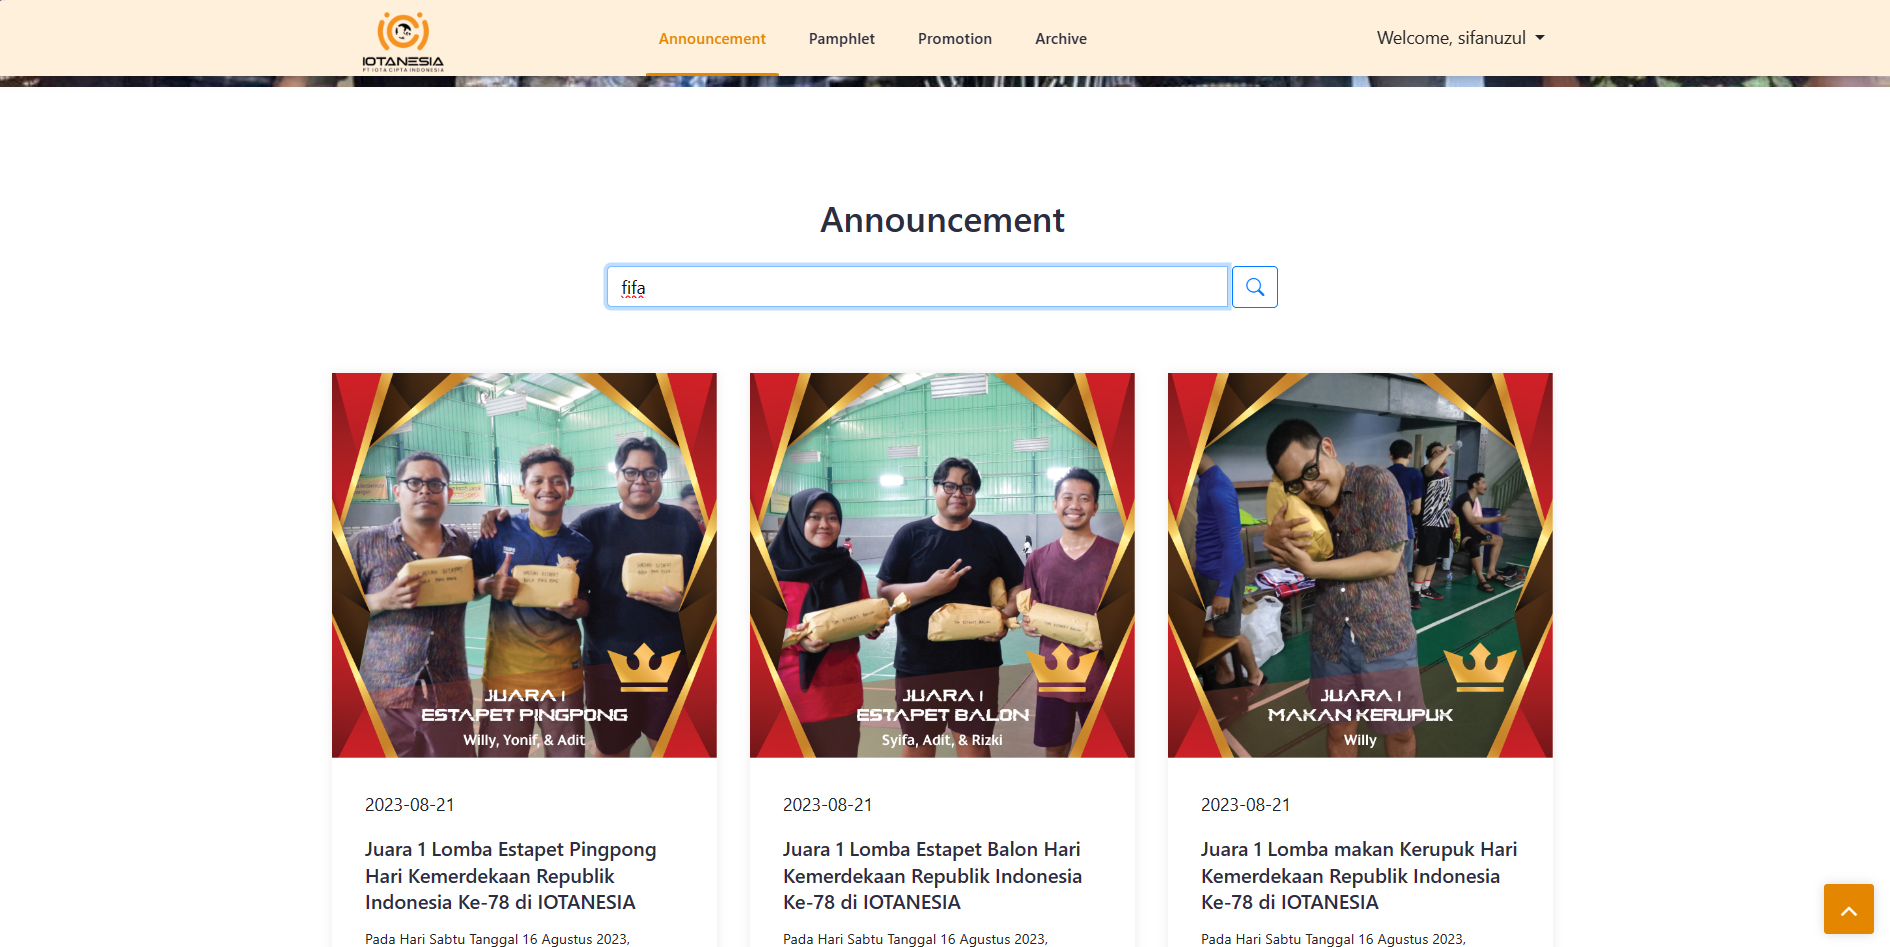 IOTANESIA
PT IOTA CIPTA INDONESIA
Announcement
Pamphlet
Promotion
Archive
Welcome, sifanuzul
Announcement
fifa
JUARA 1
ESTAPET PINGPONG
Willy, Yonif, & Adit
JUARA 1
ESTAPET BALON
Syifa, Adit, & Rizki
JUARA 1
MAKAN KERUPUK
Willy
2023-08-21
Juara 1 Lomba Estapet Pingpong
Hari Kemerdekaan Republik
Indonesia Ke-78 di IOTANESIA
Pada Hari Sabtu Tanggal 16 Agustus 2023,
2023-08-21
Juara 1 Lomba Estapet Balon Hari
Kemerdekaan Republik Indonesia
Ke-78 di IOTANESIA
Pada Hari Sabtu Tanggal 16 Agustus 2023,
2023-08-21
Juara 1 Lomba makan Kerupuk Hari
Kemerdekaan Republik Indonesia
Ke-78 di IOTANESIA
Pada Hari Sabtu Tanggal 16 Agustus 2023,